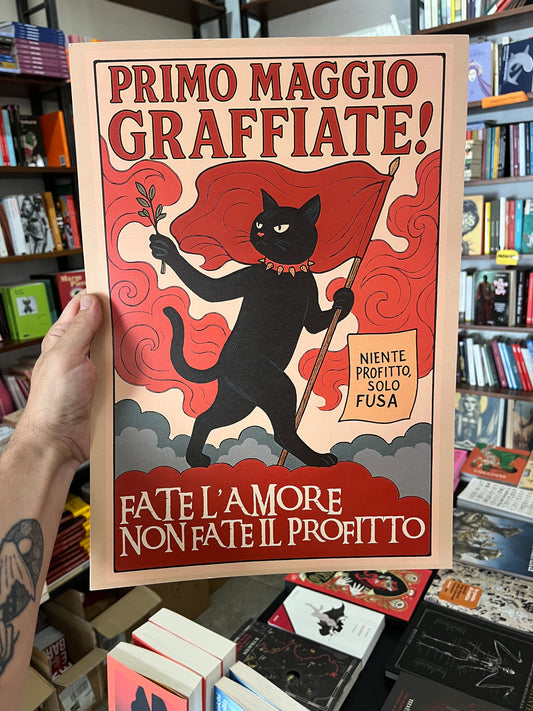 PRIMO MAGGIO
GRAFFIATE!
NIENTE
PROFITTO,
SOLO
FUSA
FATE L'AMORE
NON FATE IL PROFITTO